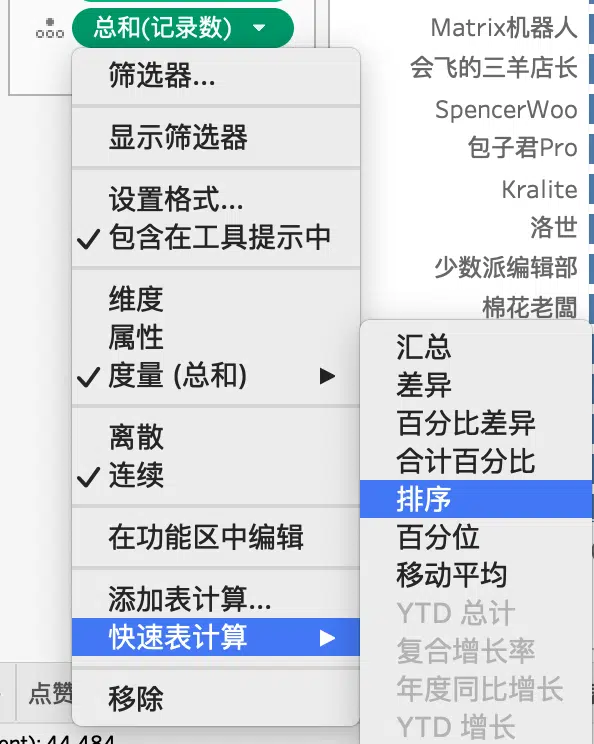 总和(记录数)
筛选器...
显示筛选器
设置格式...
包含在工具提示中
维度
属性
度量 (总和)
离散
连续
在功能区中编辑
添加表计算...
快速表计算
移除
Matrix机器人
会飞的三羊店长
SpencerWoo
包子君Pro
Kralite
洛世
少数派编辑部
棉花老闆
汇总
差异
百分比差异
合计百分比
排序
百分位
移动平均
YTD 总计
复合增长率
年度同比增长
YTD 增长
点赞
44,484